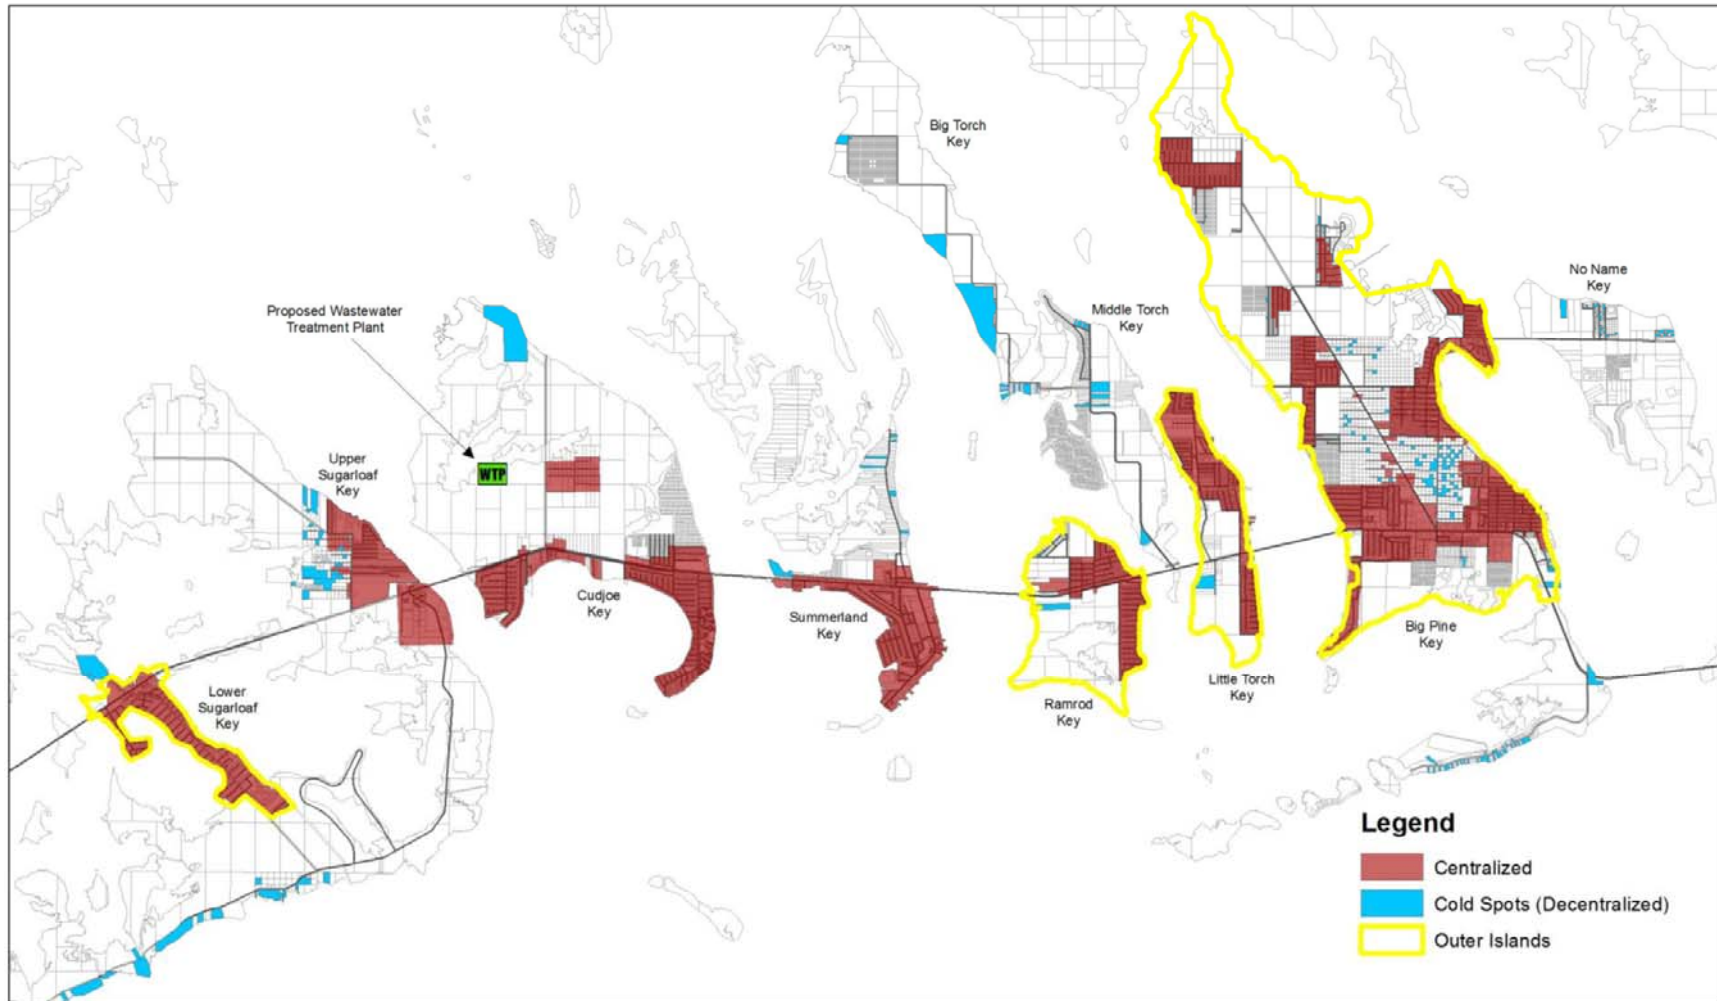 Big Torch
Key
No Name
Key
Proposed Wastewater
Treatment Plant
Middle Torch
Key
Upper
Sugarloaf
Key
WTP
Cudjoe
Key
Summerland
Key
Big Pine
Key
Little Torch
Key
Lower
Sugarloaf
Key
Ramrod
Key
Legend
Centralized
Cold Spots (Decentralized)
Outer Islands